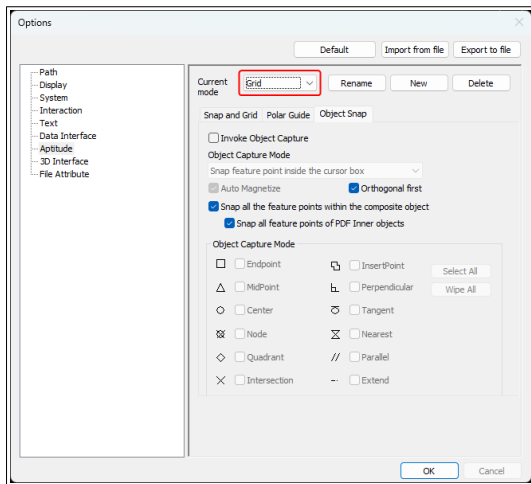 Options
Default Import from file Export to file
Path
Display
System
Interaction
Text
Data Interface
Aptitude
3D Interface
File Attribute
Current mode Grid Rename New Delete
Snap and Grid Polar Guide Object Snap
Invoke Object Capture
Object Capture Mode
Snap feature point inside the cursor box
Auto Magnetize Orthogonal first
Snap all the feature points within the composite object
Snap all feature points of PDF Inner objects
Object Capture Mode
Endpoint InsertPoint Select All
MidPoint Perpendicular Wipe All
Center Tangent
Node Nearest
Quadrant Parallel
Intersection Extend
OK Cancel